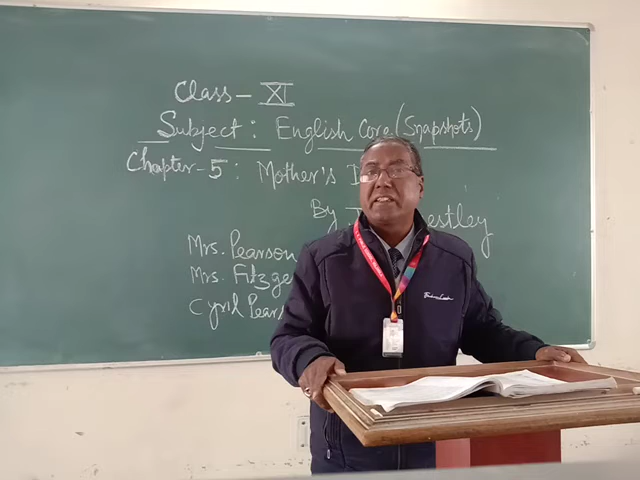 Class – XI
Subject: English Core (Snapshots)
Chapter-5: Mother's
By
Mrs. Pearson
Mrs.
Cyril